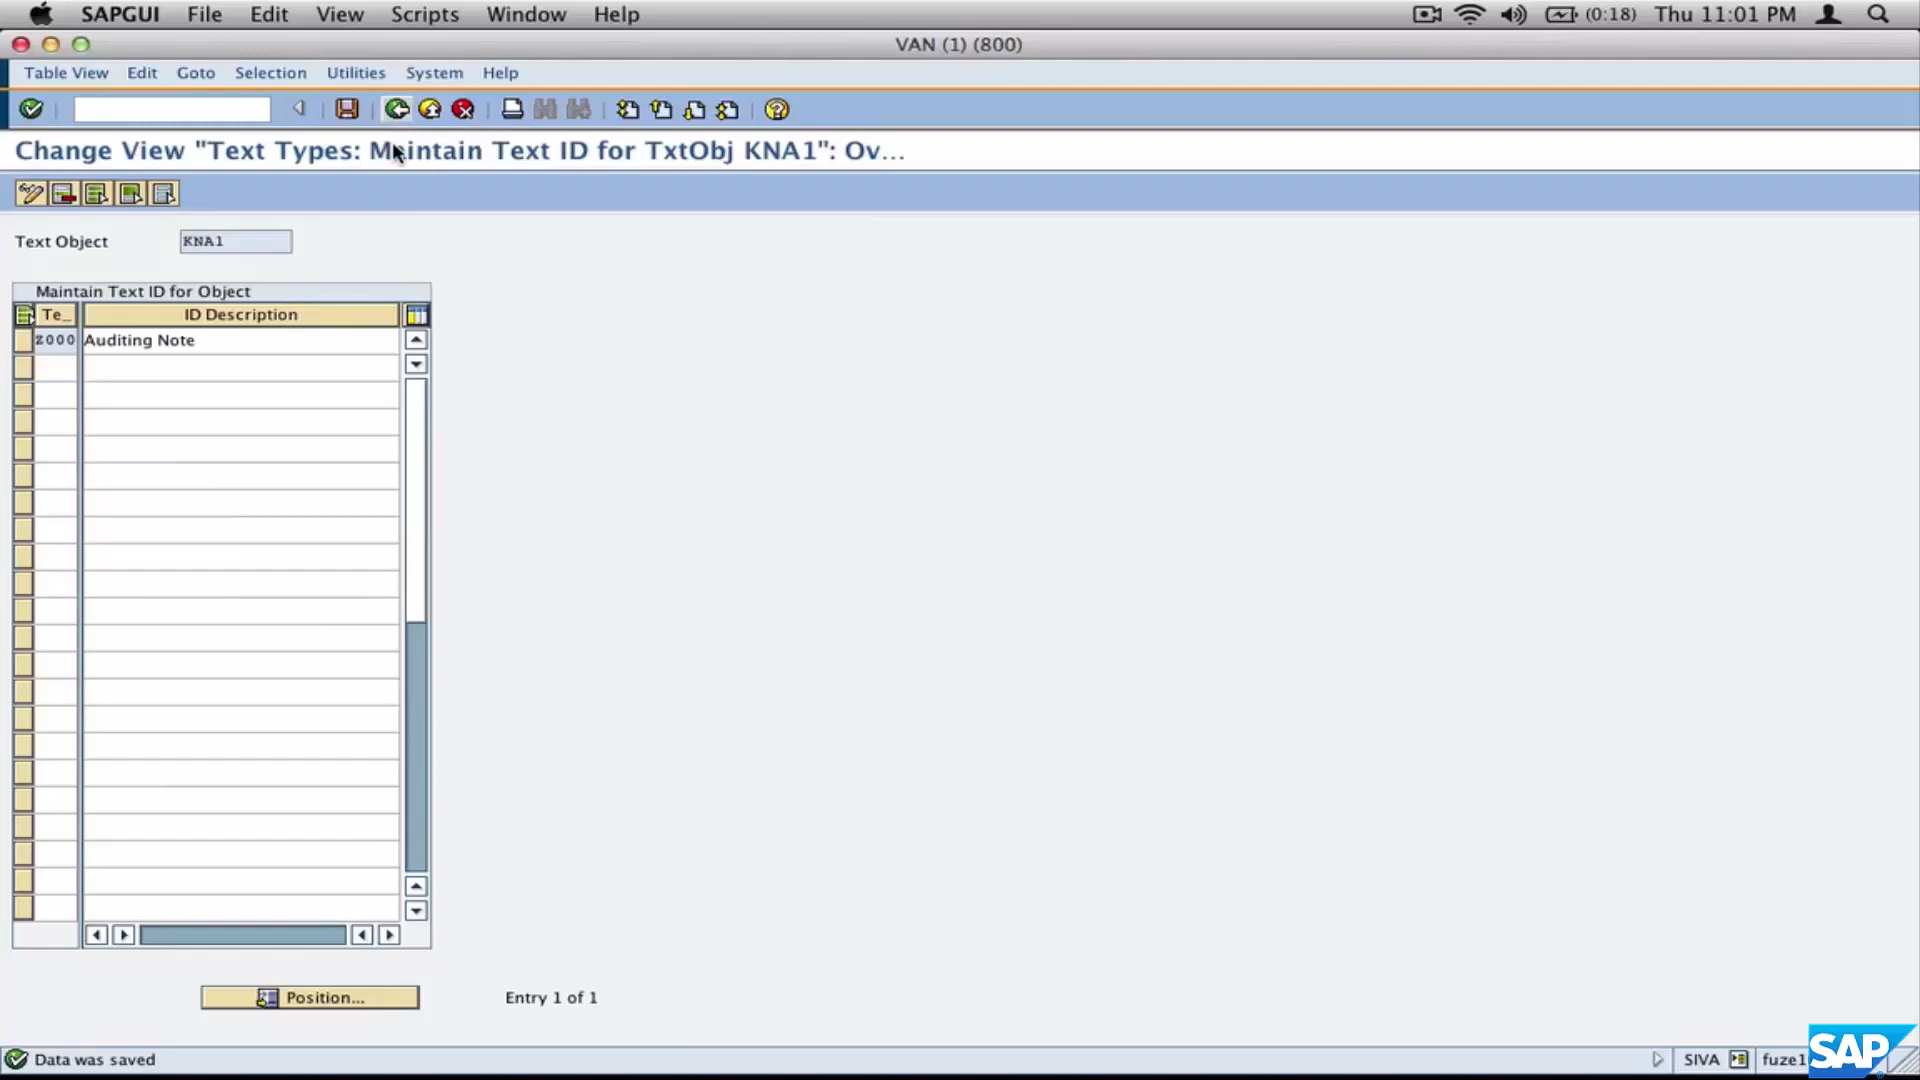 SAPGUI File Edit View Scripts Window Help (0:18) Thu 11:01 PM
VAN (1) (800)
Table View Edit Goto Selection Utilities System Help
Change View "Text Types: Maintain Text ID for TxtObj KNA1": Ov...
Text Object KNA1
Maintain Text ID for Object
Te_ ID Description
Z000 Auditing Note
Position... Entry 1 of 1
Data was saved SIVA fuze1
SAP